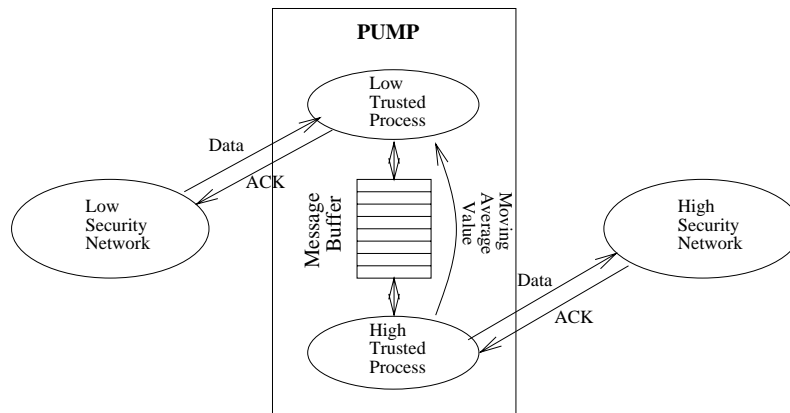 PUMP
Low
Trusted
Process
Data
ACK
Low
Security
Network
Message
Buffer
Moving
Average
Value
High
Security
Network
Data
ACK
High
Trusted
Process